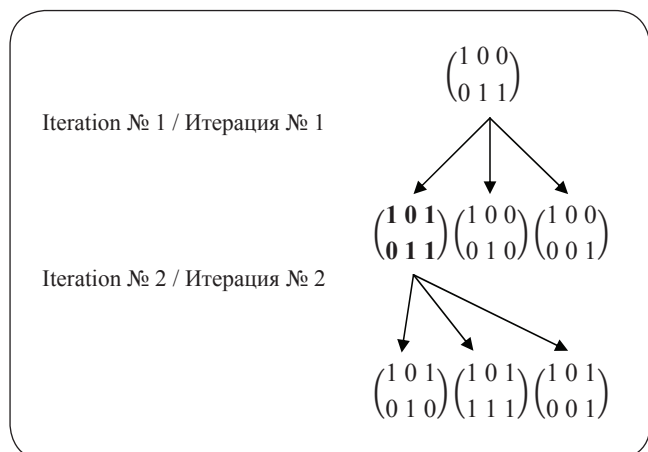 (1 0 0
0 1 1)
Iteration № 1 / Итерация № 1
(1 0 1 (1 0 0 (1 0 0
0 1 1) 0 1 0) 0 0 1)
Iteration № 2 / Итерация № 2
(1 0 1 (1 0 1 (1 0 1
0 1 0) 1 1 1) 0 0 1)